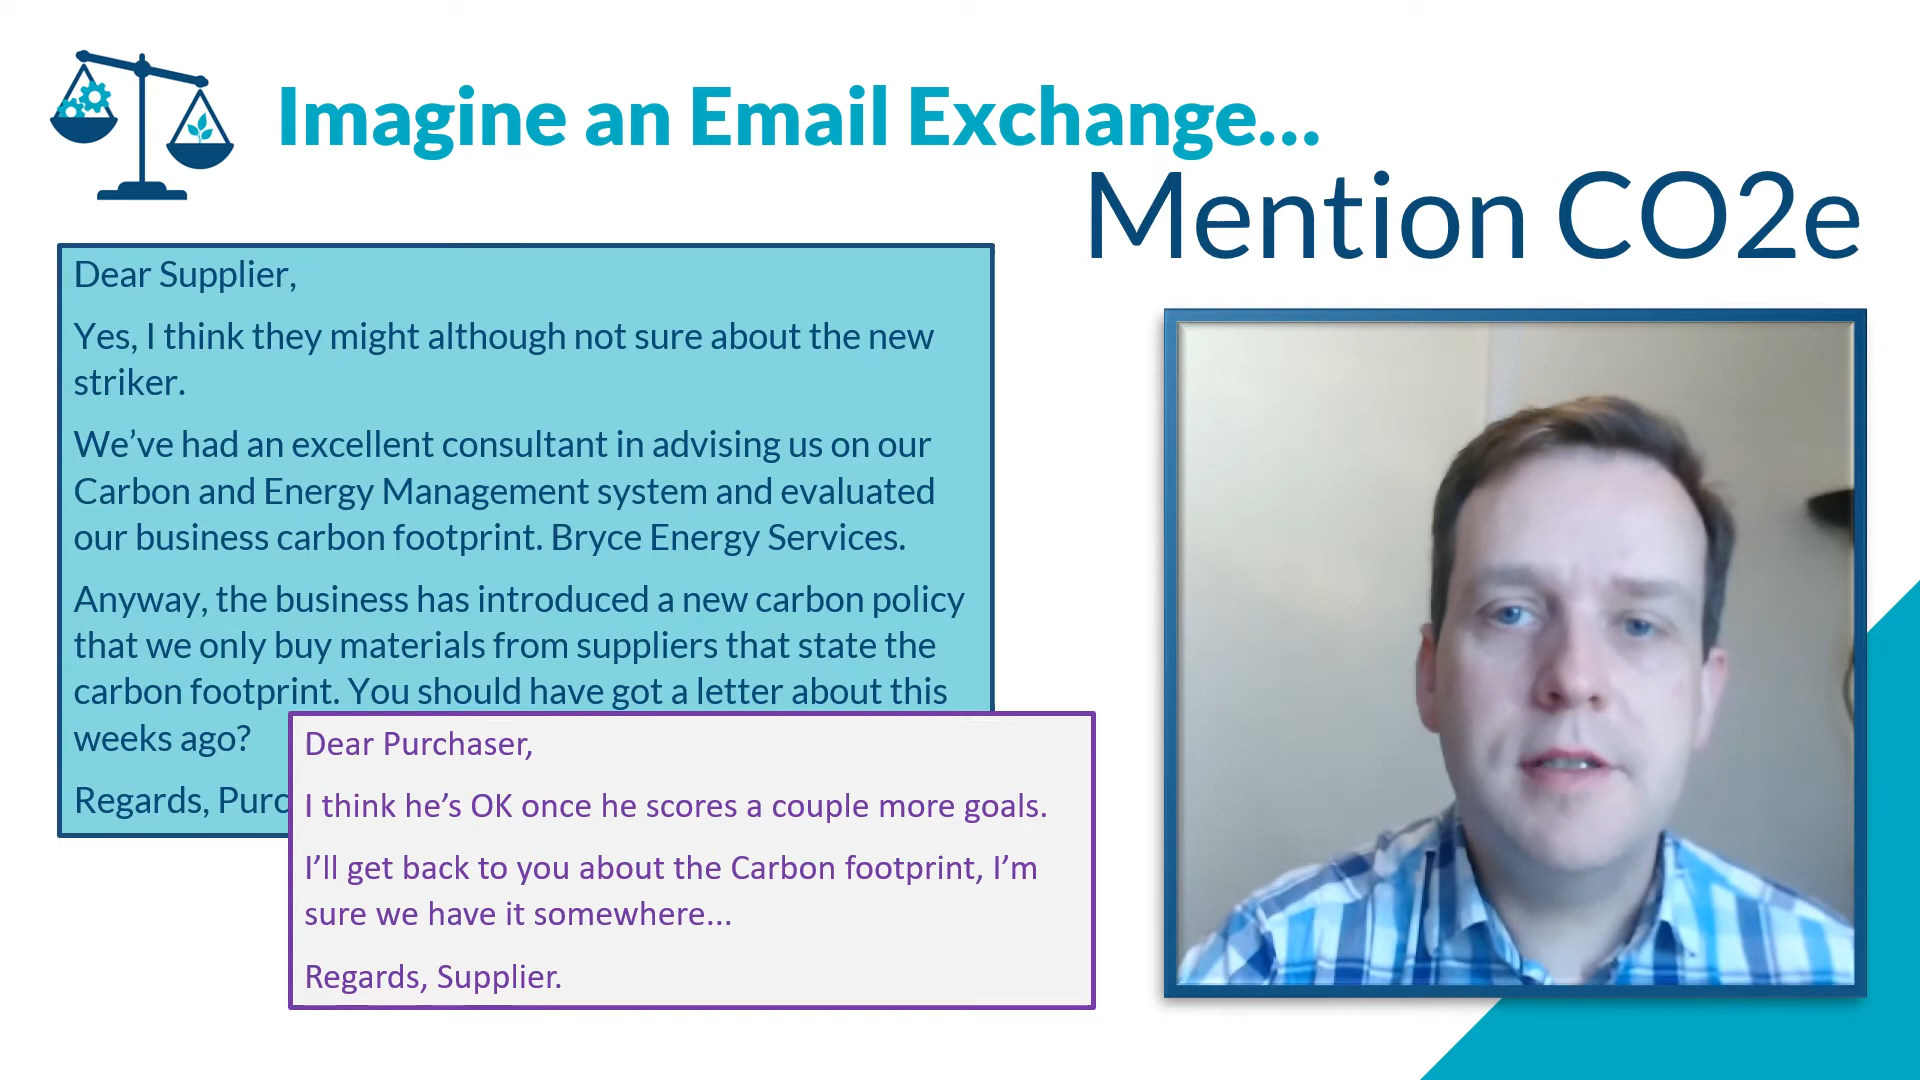 Imagine an Email Exchange...
Mention CO2e
Dear Supplier,
Yes, I think they might although not sure about the new
striker.
We’ve had an excellent consultant in advising us on our
Carbon and Energy Management system and evaluated
our business carbon footprint. Bryce Energy Services.
Anyway, the business has introduced a new carbon policy
that we only buy materials from suppliers that state the
carbon footprint. You should have got a letter about this
weeks ago?
Regards, Purc
Dear Purchaser,
I think he’s OK once he scores a couple more goals.
I’ll get back to you about the Carbon footprint, I’m
sure we have it somewhere...
Regards, Supplier.